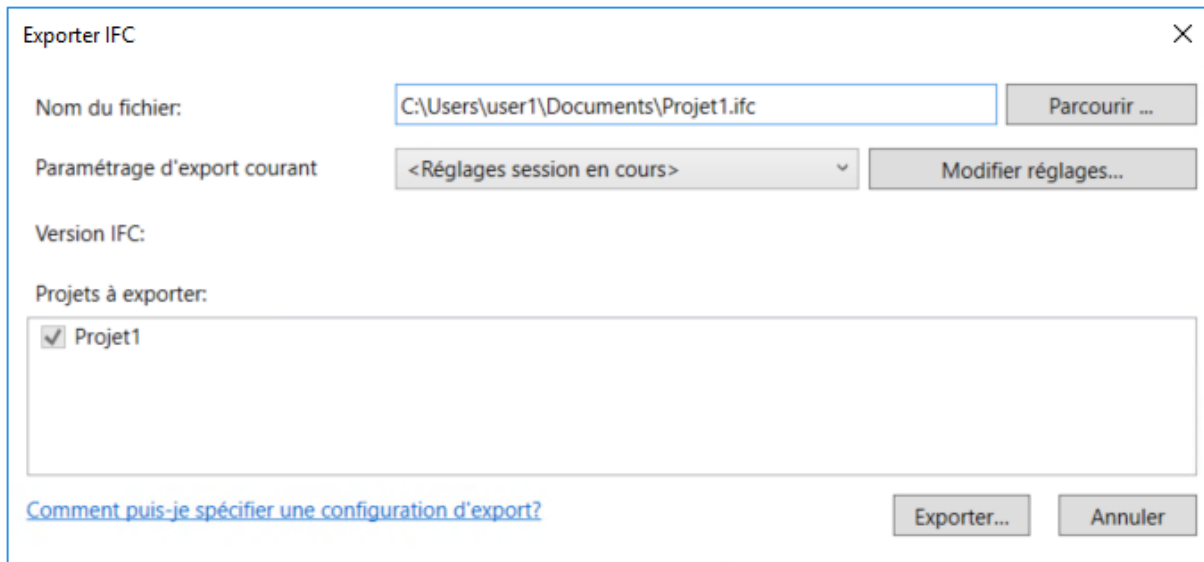 Exporter IFC
Nom du fichier: C:\Users\user1\Documents\Projet1.ifc Parcourir ...
Paramétrage d'export courant <Réglages session en cours> Modifier réglages...
Version IFC:
Projets à exporter:
Projet1
Comment puis-je spécifier une configuration d'export? Exporter... Annuler